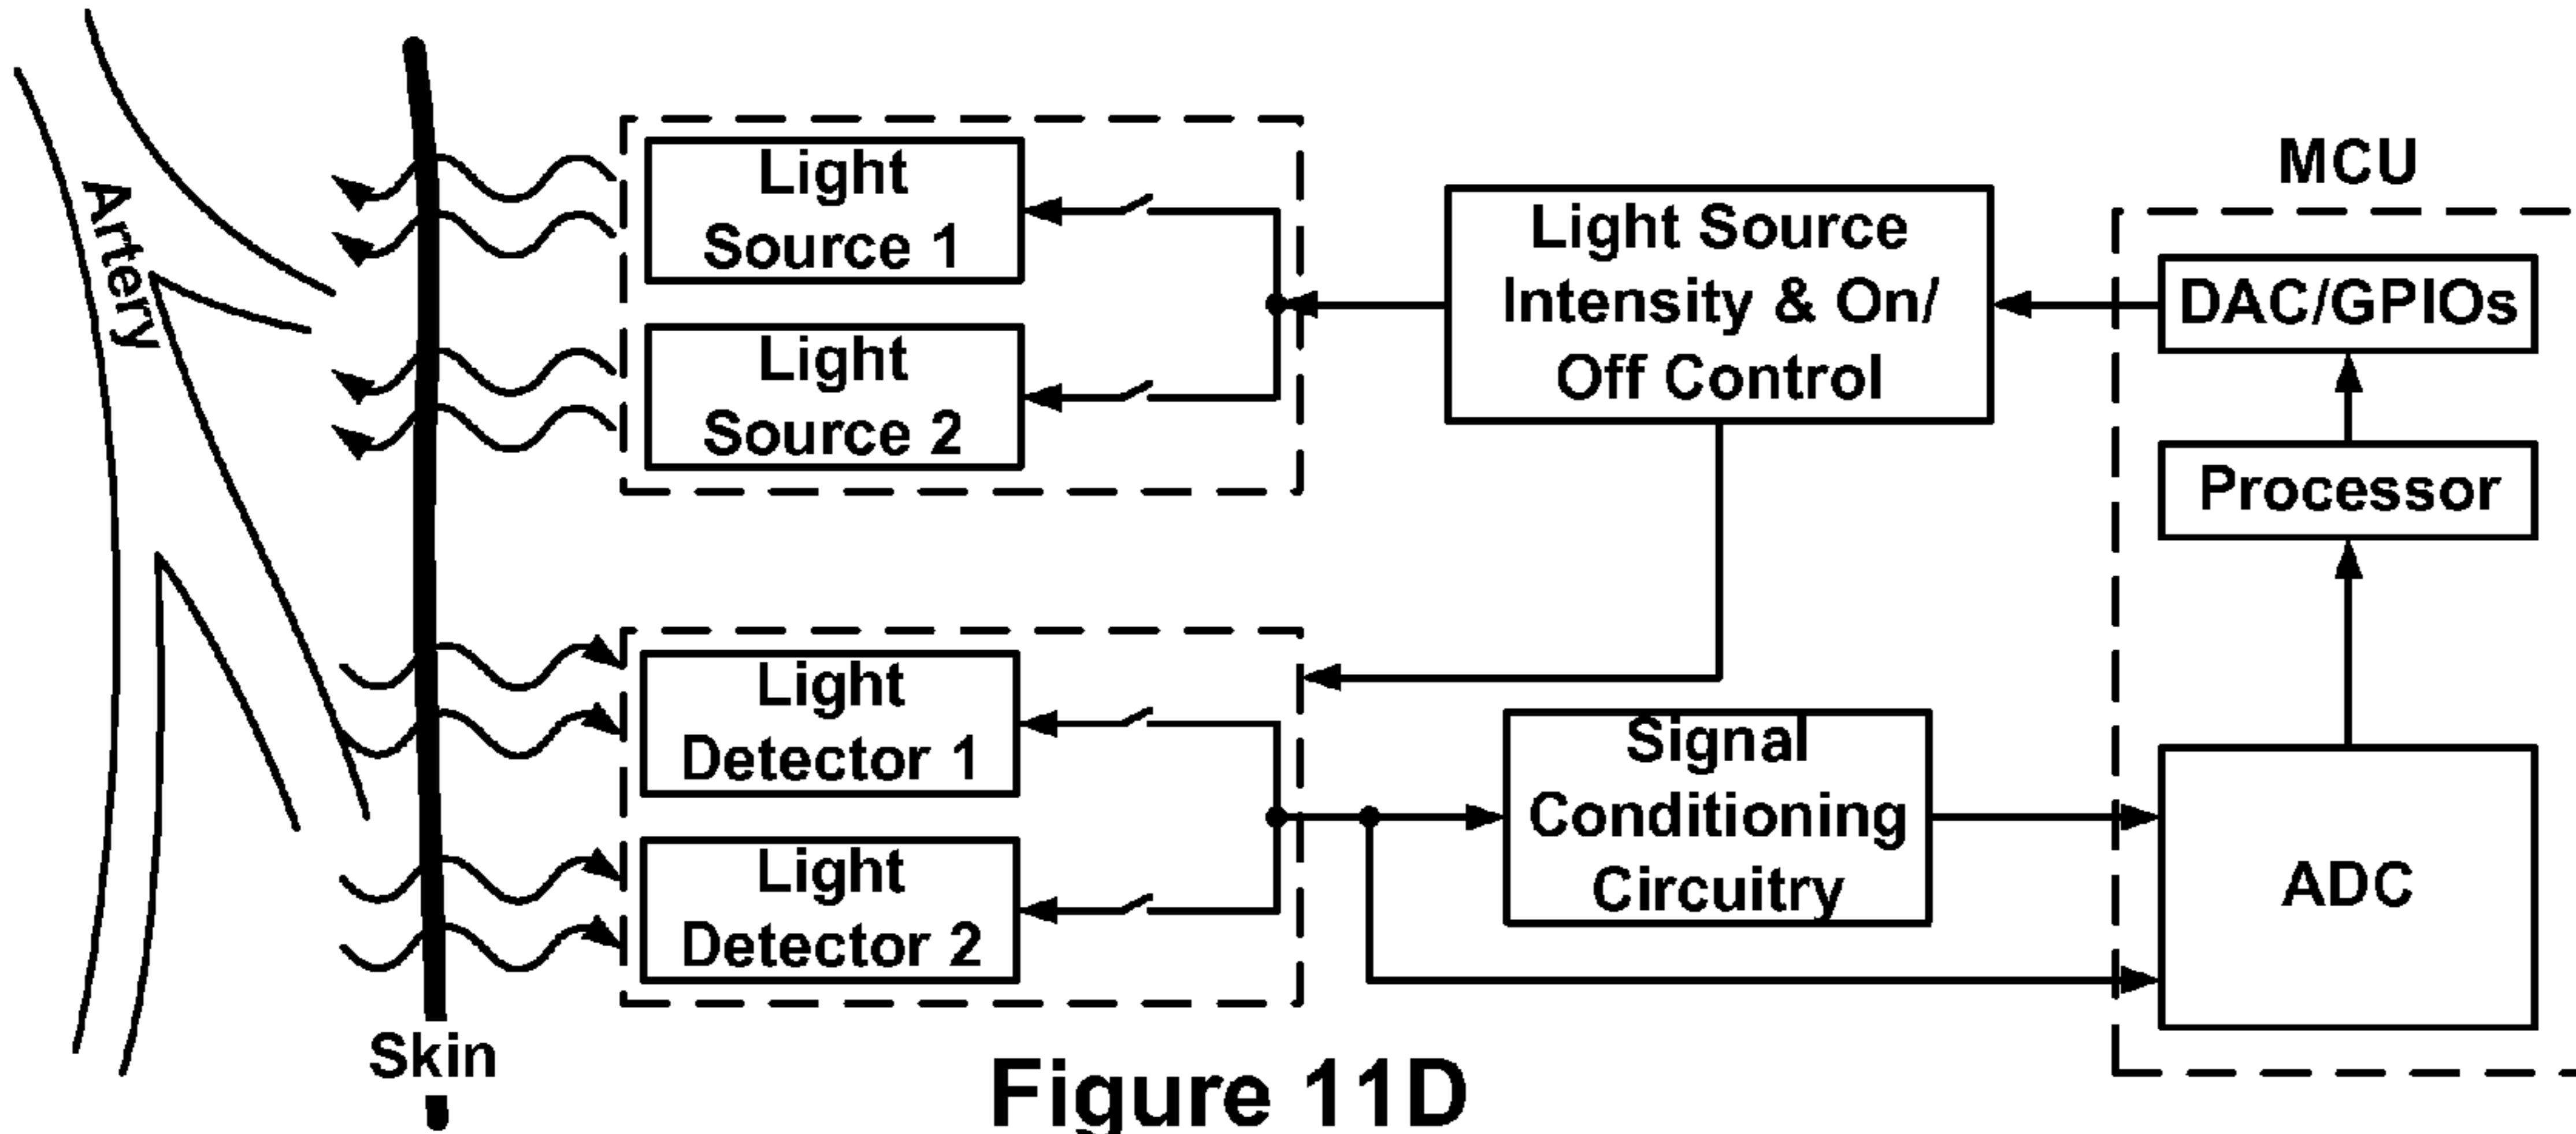 Artery
Light
Source 1
Light
Source 2
Light Source
Intensity & On/
Off Control
MCU
DAC/GPIOs
Processor
Light
Detector 1
Light
Detector 2
Signal
Conditioning
Circuitry
ADC
Skin
Figure 11D